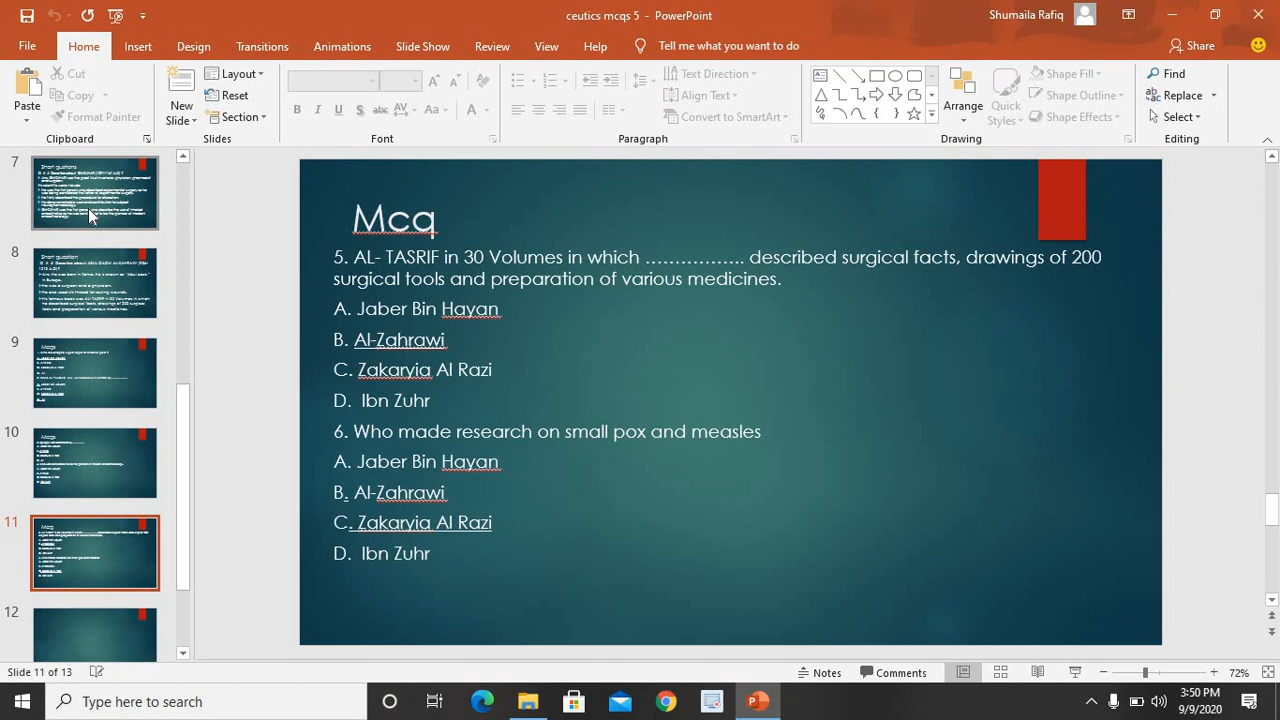 ceutics mcqs 5 - PowerPoint
Shumaila Rafiq
File Home Insert Design Transitions Animations Slide Show Review View Help Tell me what you want to do Share
Paste
Cut
Copy
Format Painter
Clipboard
New Slide
Layout
Reset
Section
Slides
B I U S abc AV Aa A
Font
Paragraph
Text Direction
Align Text
Convert to SmartArt
Arrange
Quick Styles
Shape Fill
Shape Outline
Shape Effects
Drawing
Find
Replace
Select
Editing
7
8
9
10
11
12
Mcq
5. AL- TASRIF in 30 Volumes in which ................. described surgical facts, drawings of 200
surgical tools and preparation of various medicines.
A. Jaber Bin Hayan
B. Al-Zahrawi
C. Zakaryia Al Razi
D. Ibn Zuhr
6. Who made research on small pox and measles
A. Jaber Bin Hayan
B. Al-Zahrawi
C. Zakaryia Al Razi
D. Ibn Zuhr
Slide 11 of 13
Notes
Comments
72%
Type here to search
3:50 PM
9/9/2020